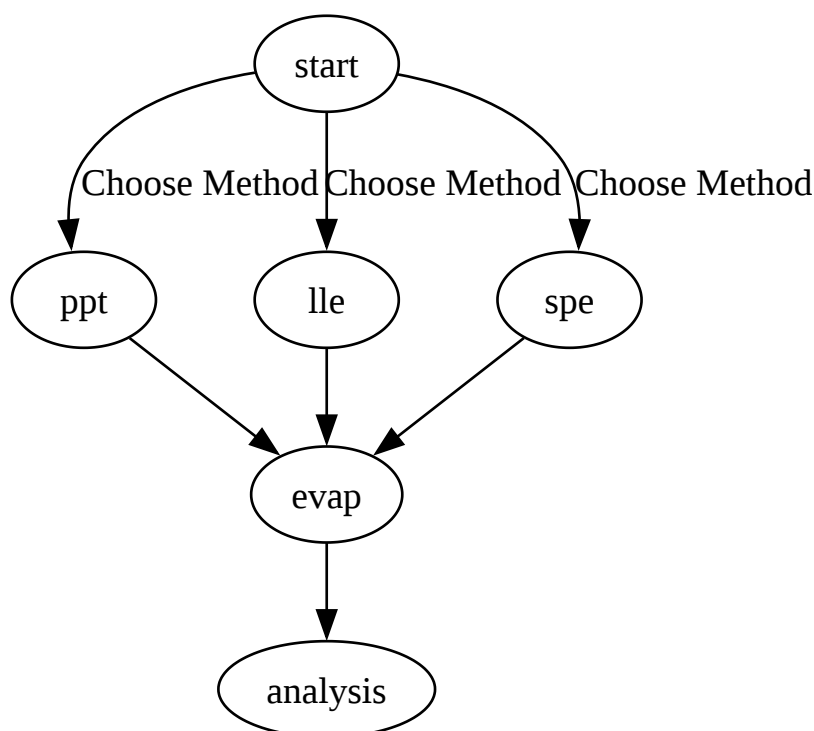 start
Choose Method Choose Method Choose Method
ppt lle spe
evap
analysis